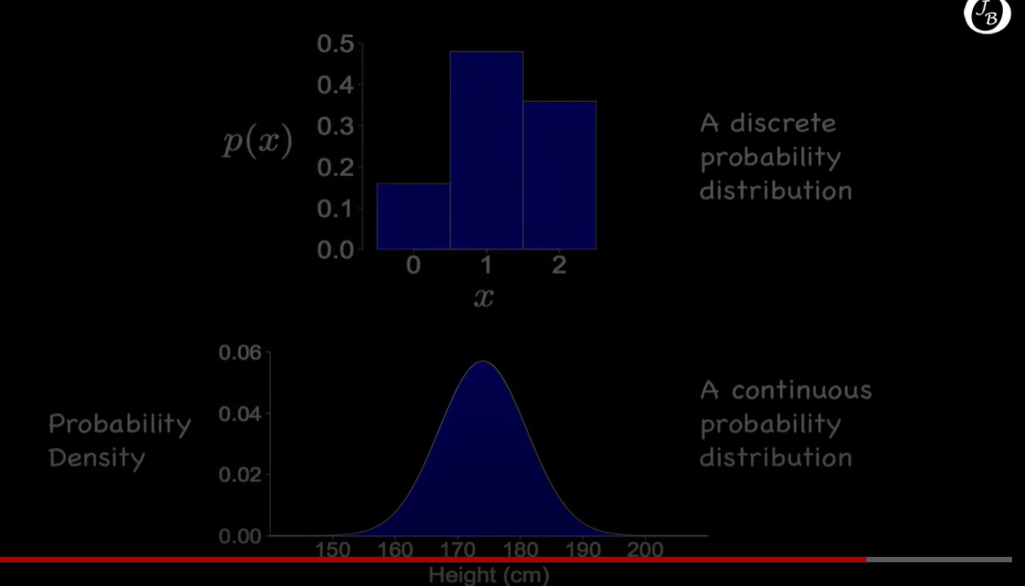 JB
0.5
0.4
0.3
0.2
0.1
0.0
p(x)
0 1 2
x
A discrete
probability
distribution
0.06
0.04
0.02
0.00
Probability
Density
150 160 170 180 190 200
Height (cm)
A continuous
probability
distribution